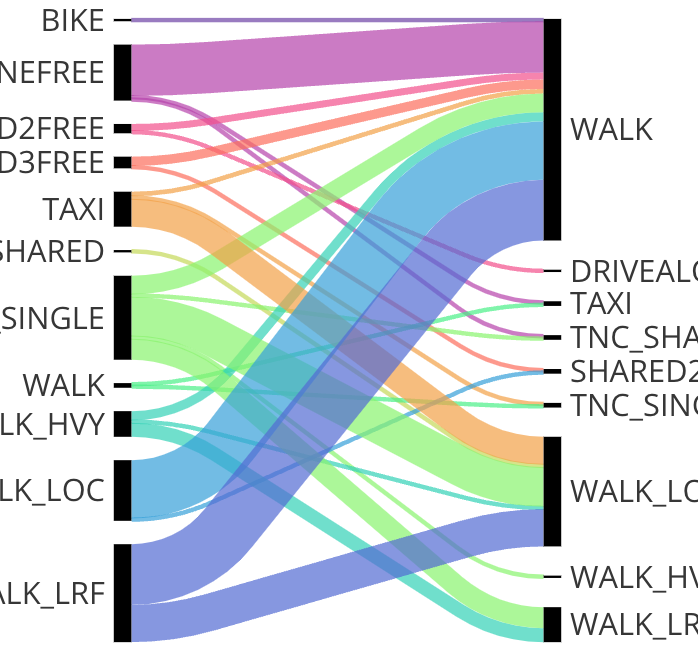 BIKE
NEFREE
D2FREE
D3FREE
TAXI
SHARED
_SINGLE
WALK
LK_HVY
LK_LOC
ALK_LRF
WALK
DRIVEALO
TAXI
TNC_SHA
SHARED2
TNC_SING
WALK_LO
WALK_HV
WALK_LR